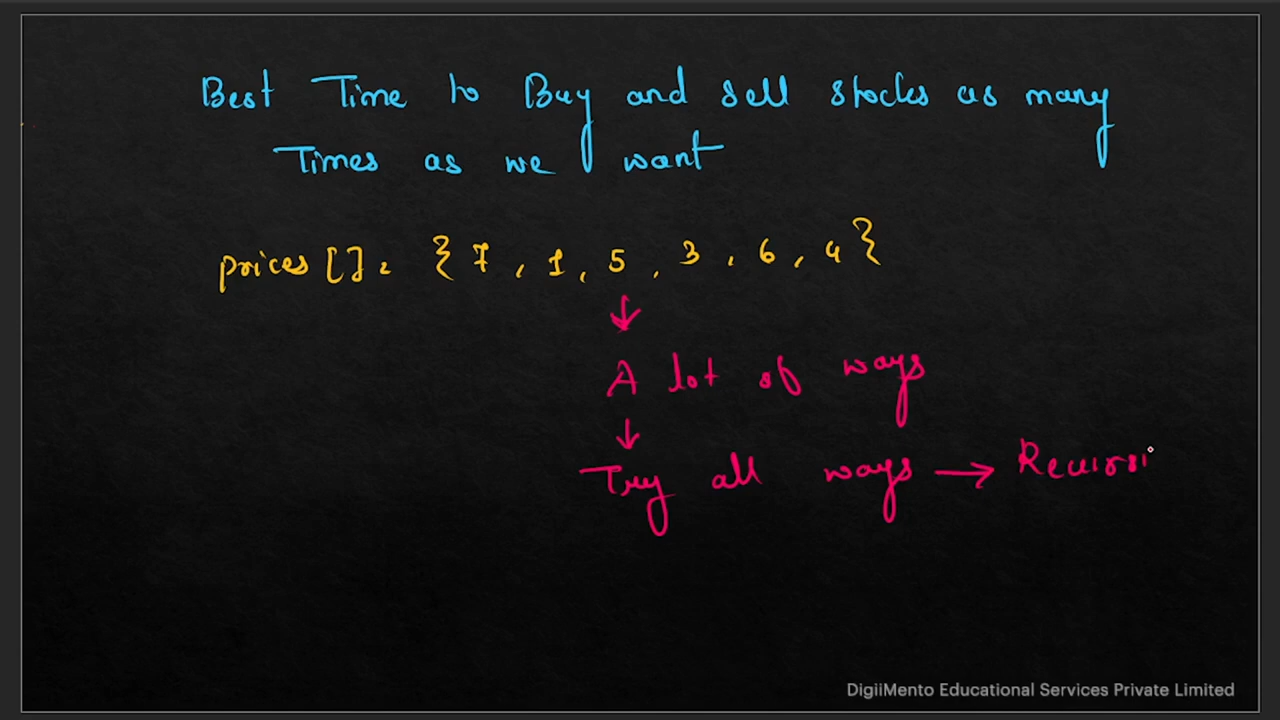 Best Time to Buy and sell stocks as many
Times as we want
prices[] = {7, 1, 5, 3, 6, 4}
↓
A lot of ways
↓
Try all ways → Recursi
DigiiMento Educational Services Private Limited